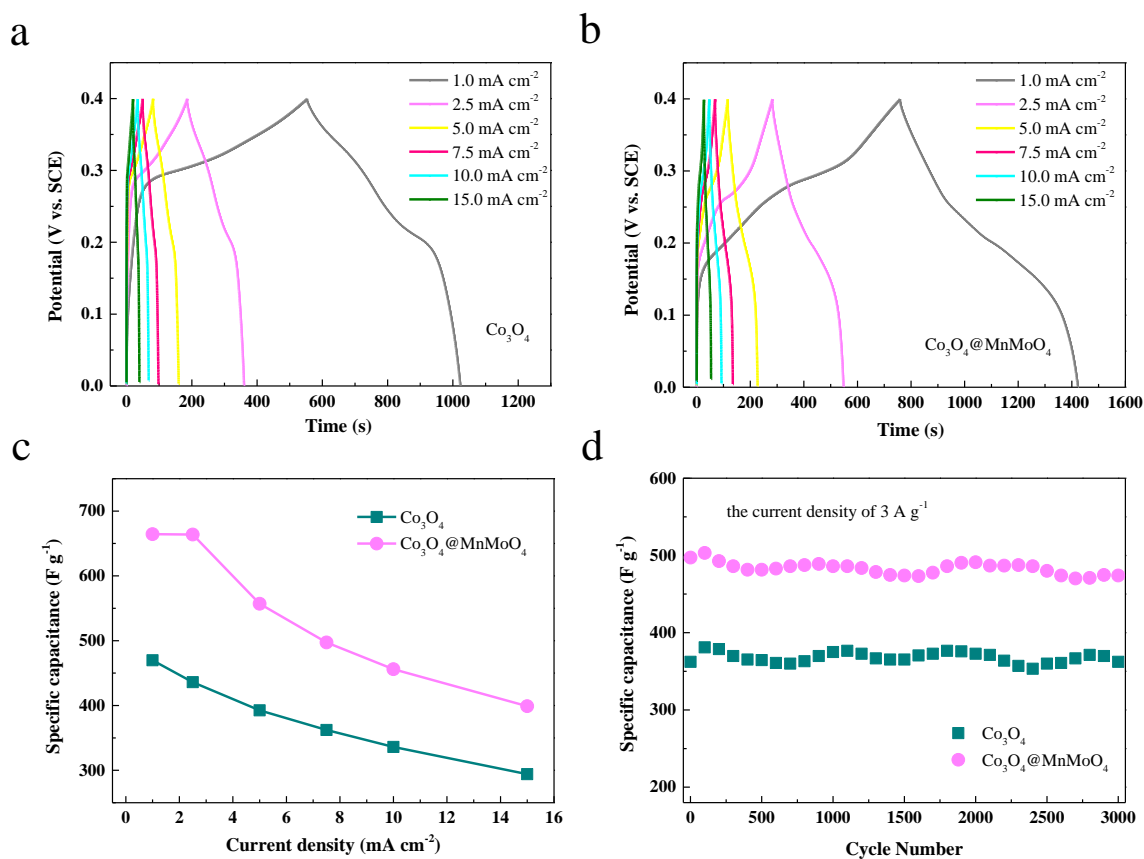 a
1.0 mA cm⁻²
2.5 mA cm⁻²
5.0 mA cm⁻²
7.5 mA cm⁻²
10.0 mA cm⁻²
15.0 mA cm⁻²
0.4
0.3
0.2
0.1
0.0
Potential (V vs. SCE)
Co₃O₄
0 200 400 600 800 1000 1200
Time (s)
b
1.0 mA cm⁻²
2.5 mA cm⁻²
5.0 mA cm⁻²
7.5 mA cm⁻²
10.0 mA cm⁻²
15.0 mA cm⁻²
0.4
0.3
0.2
0.1
0.0
Potential (V vs. SCE)
Co₃O₄@MnMoO₄
0 200 400 600 800 1000 1200 1400 1600
Time (s)
c
Co₃O₄
Co₃O₄@MnMoO₄
700
600
500
400
300
Specific capacitance (F g⁻¹)
0 2 4 6 8 10 12 14 16
Current density (mA cm⁻²)
d
the current density of 3 A g⁻¹
600
500
400
300
200
Specific capacitance (F g⁻¹)
Co₃O₄
Co₃O₄@MnMoO₄
0 500 1000 1500 2000 2500 3000
Cycle Number